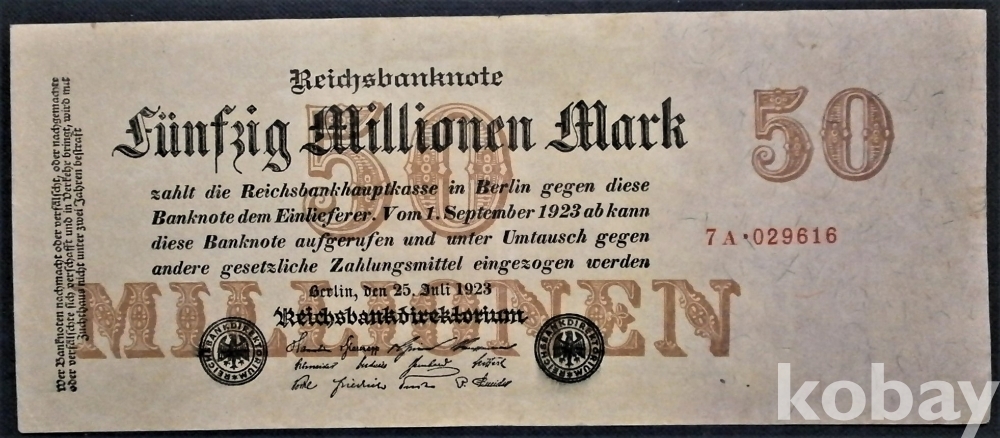 Reichsbanknote
Fünfzig Millionen Mark
50
zahlt die Reichsbankhauptkasse in Berlin gegen diese
Banknote dem Einlieferer. Vom 1. September 1923 ab kann
diese Banknote aufgerufen und unter Umtausch gegen
andere gesetzliche Zahlungsmittel eingezogen werden
Berlin, den 25. Juli 1923
Reichsbankdirektorium
MILLIONEN
REICHSBANKDIREKTORIUM
REICHSBANKDIREKTORIUM
50
7A·029616
Wer Banknoten nachmacht oder verfälscht, oder nachgemachte
oder verfälschte sich verschafft und in Verkehr bringt, wird mit
Zuchthaus nicht unter zwei Jahren bestraft
kobay